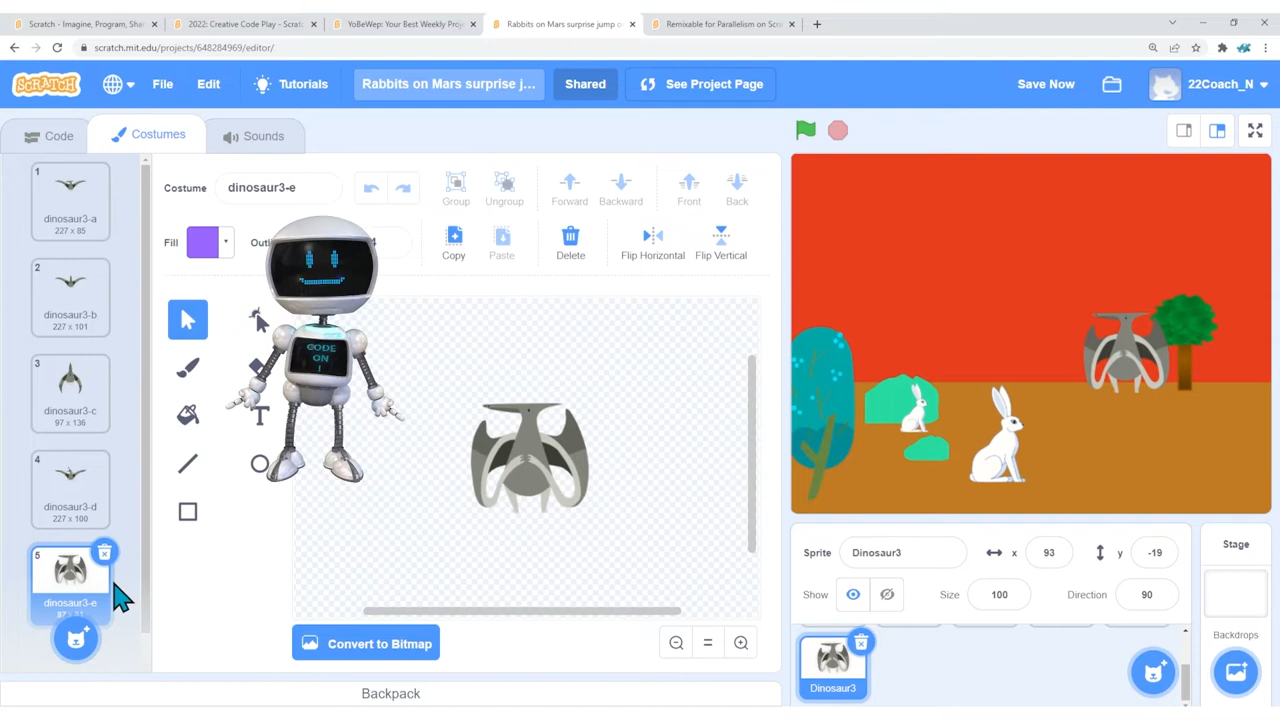 Scratch - Imagine, Program, Sha
2022: Creative Code Play - Scratc
YoBeWep: Your Best Weekly Proje
Rabbits on Mars surprise jump o
Remixable for Parallelism on Scra
scratch.mit.edu/projects/648284969/editor/
SCRATCH
File
Edit
Tutorials
Rabbits on Mars surprise j...
Shared
See Project Page
Save Now
22Coach_N
Code
Costumes
Sounds
1
dinosaur3-a
227 x 85
2
dinosaur3-b
227 x 101
3
dinosaur3-c
97 x 136
4
dinosaur3-d
227 x 100
5
dinosaur3-e
Costume
dinosaur3-e
Group
Ungroup
Forward
Backward
Front
Back
Fill
Copy
Paste
Delete
Flip Horizontal
Flip Vertical
CODE
ON
!
T
Convert to Bitmap
Backpack
Sprite
Dinosaur3
x
93
y
-19
Show
Size
100
Direction
90
Dinosaur3
Stage
Backdrops